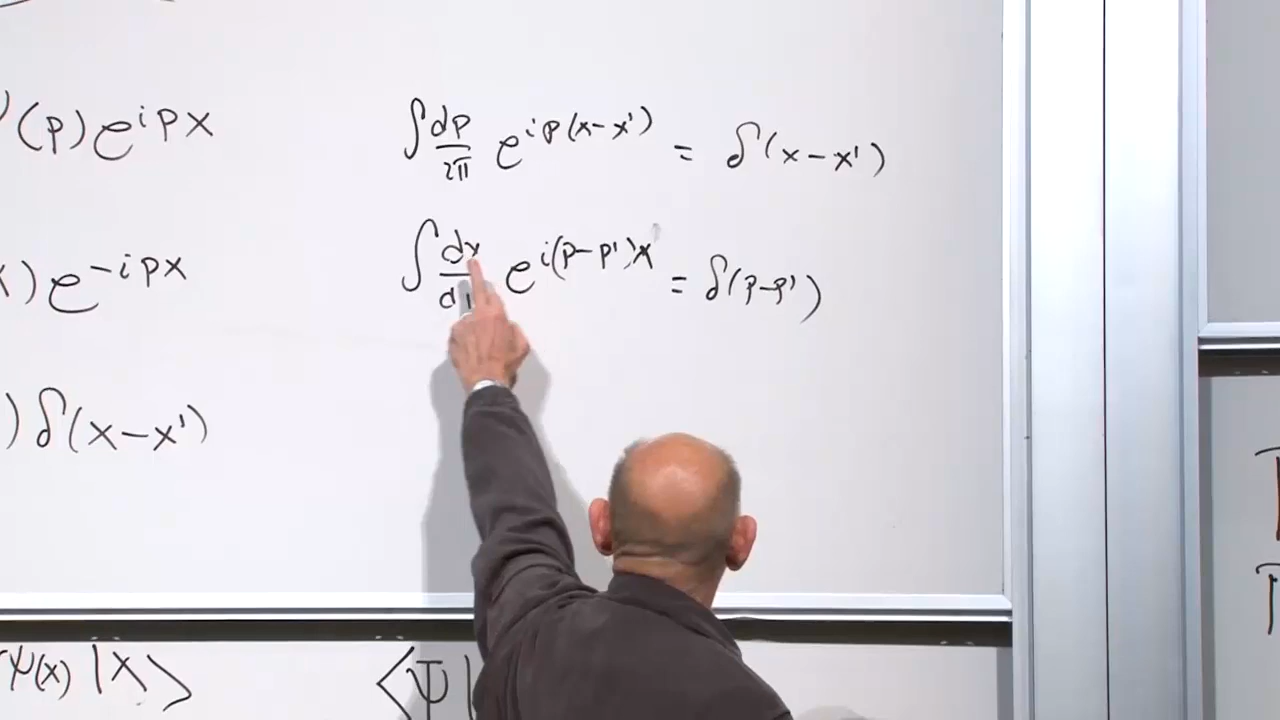 (p) e^{ipx}
∫ dp/2π e^{ip(x-x')} = δ(x-x')
) e^{-ipx}
∫ dx/ e^{i(p-p')x} = δ(p-p')
) δ(x-x')
ψ(x) |x⟩
⟨Ψ|